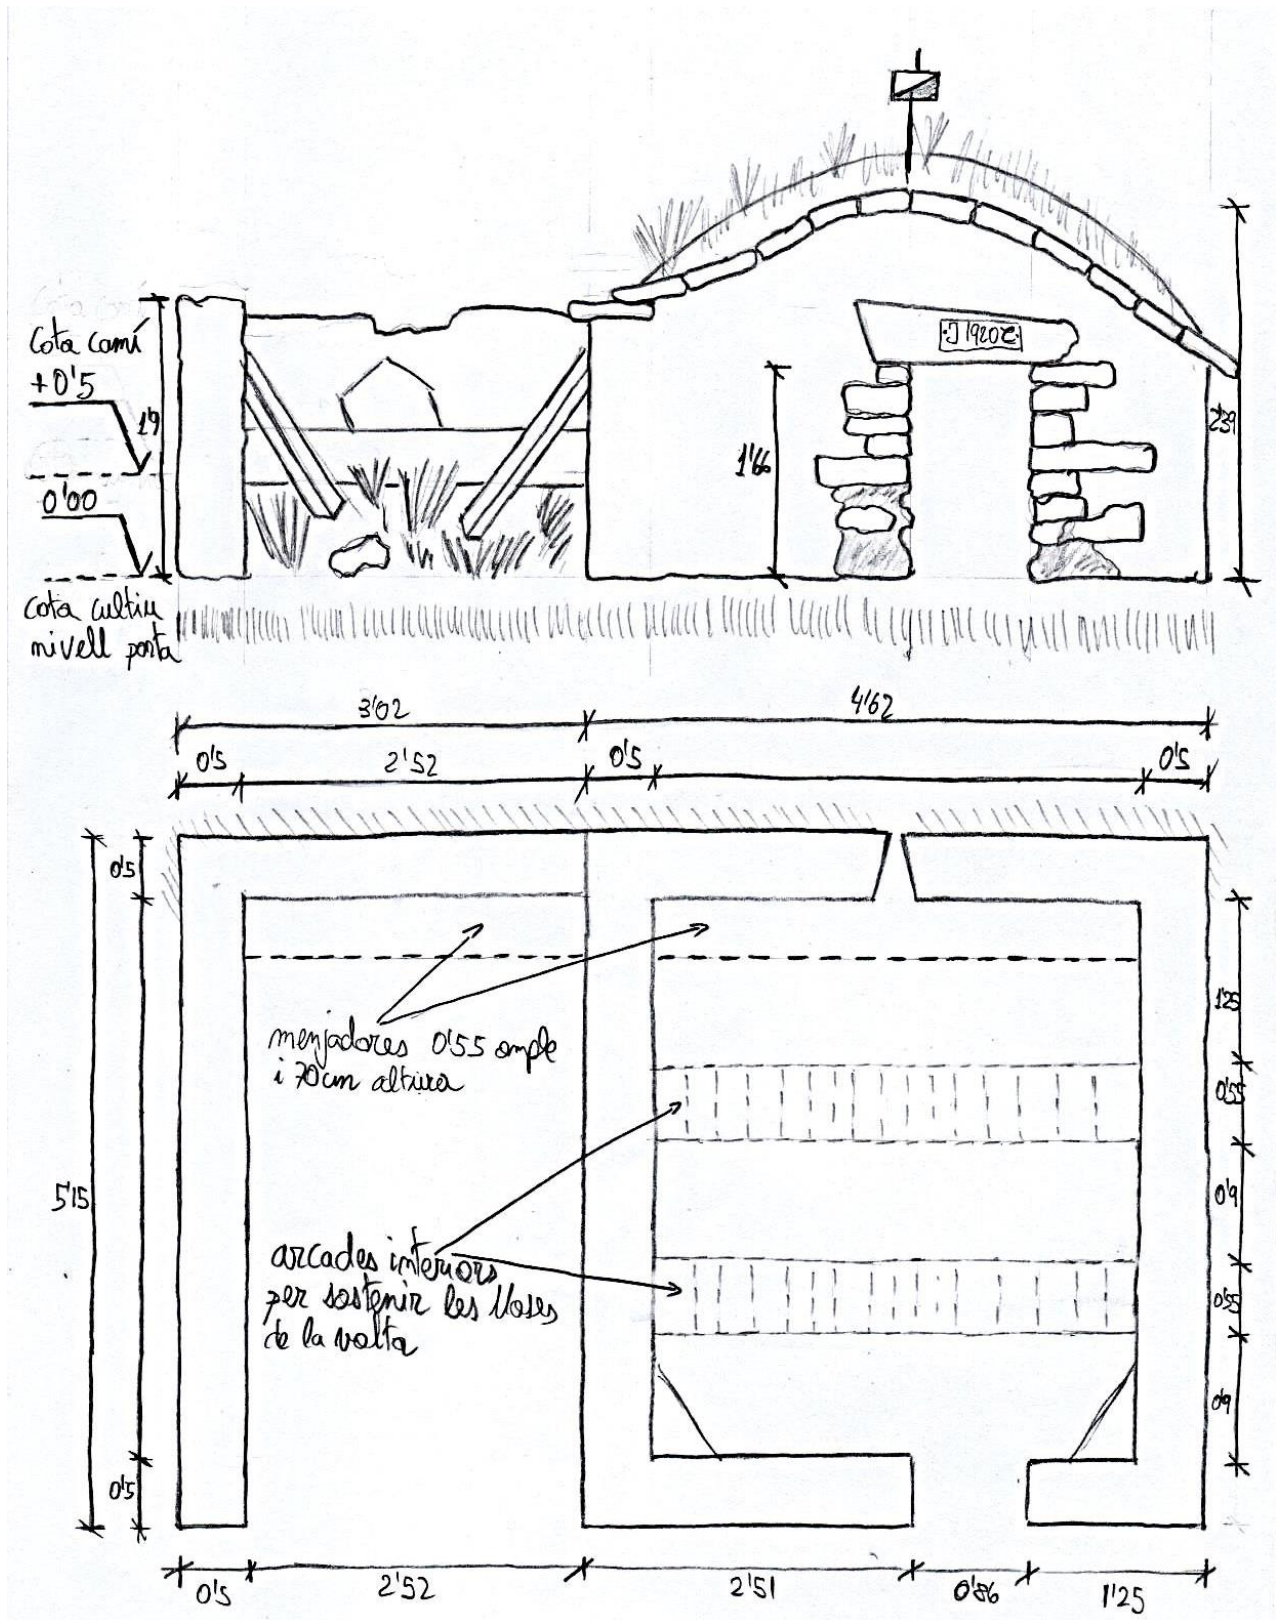 Cota camí
+0'5
1'9
0'00
cota cultiu
nivell porta
·J 1920C·
1'66
2'39
3'02
4'62
0'5
2'52
0'5
0'5
0'5
5'15
0'5
menjadores 0'55 ample
i 70cm altura
arcades interiors
per sostenir les lloses
de la volta
1'25
0'55
0'9
0'55
0'9
0'5
2'52
2'51
0'86
1'25